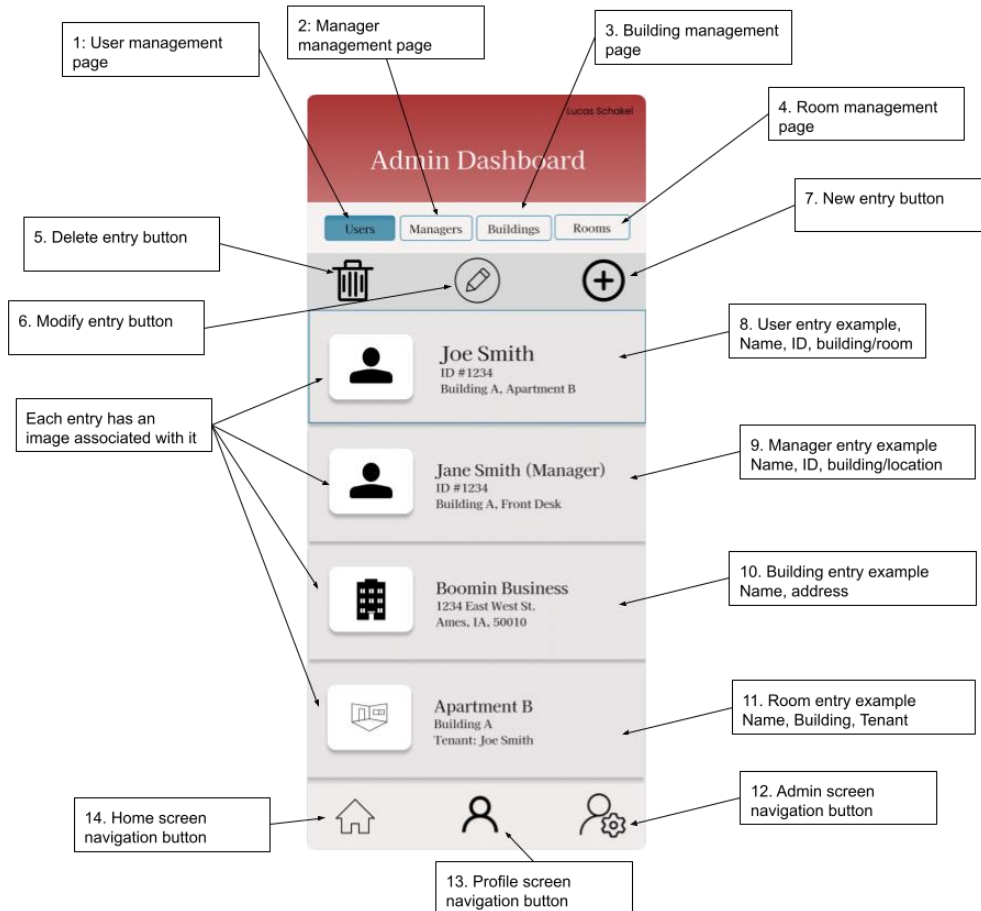 1: User management
page
2: Manager
management page
3. Building management
page
4. Room management
page
Lucas Schakel
Admin Dashboard
7. New entry button
Users
Managers
Buildings
Rooms
5. Delete entry button
6. Modify entry button
8. User entry example,
Name, ID, building/room
Joe Smith
ID #1234
Building A, Apartment B
Each entry has an
image associated with it
9. Manager entry example
Name, ID, building/location
Jane Smith (Manager)
ID #1234
Building A, Front Desk
10. Building entry example
Name, address
Boomin Business
1234 East West St.
Ames, IA, 50010
11. Room entry example
Name, Building, Tenant
Apartment B
Building A
Tenant: Joe Smith
12. Admin screen
navigation button
14. Home screen
navigation button
13. Profile screen
navigation button